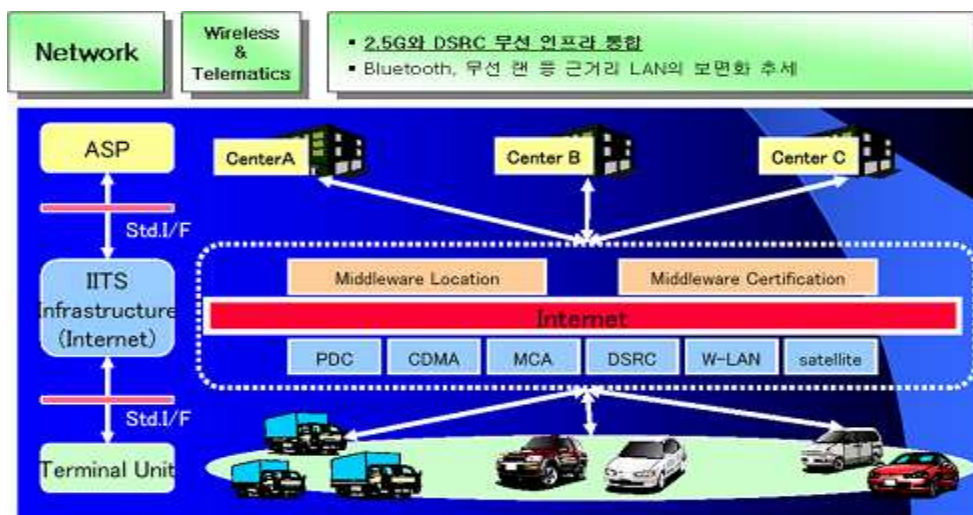 Network
Wireless
&
Telematics
▪ 2.5G와 DSRC 무선 인프라 통합
▪ Bluetooth, 무선 랜 등 근거리 LAN의 보편화 추세
ASP
CenterA
Center B
Center C
Std.I/F
IITS
Infrastructure
(Internet)
Middleware Location
Middleware Certification
Internet
PDC
CDMA
MCA
DSRC
W-LAN
satellite
Std.I/F
Terminal Unit